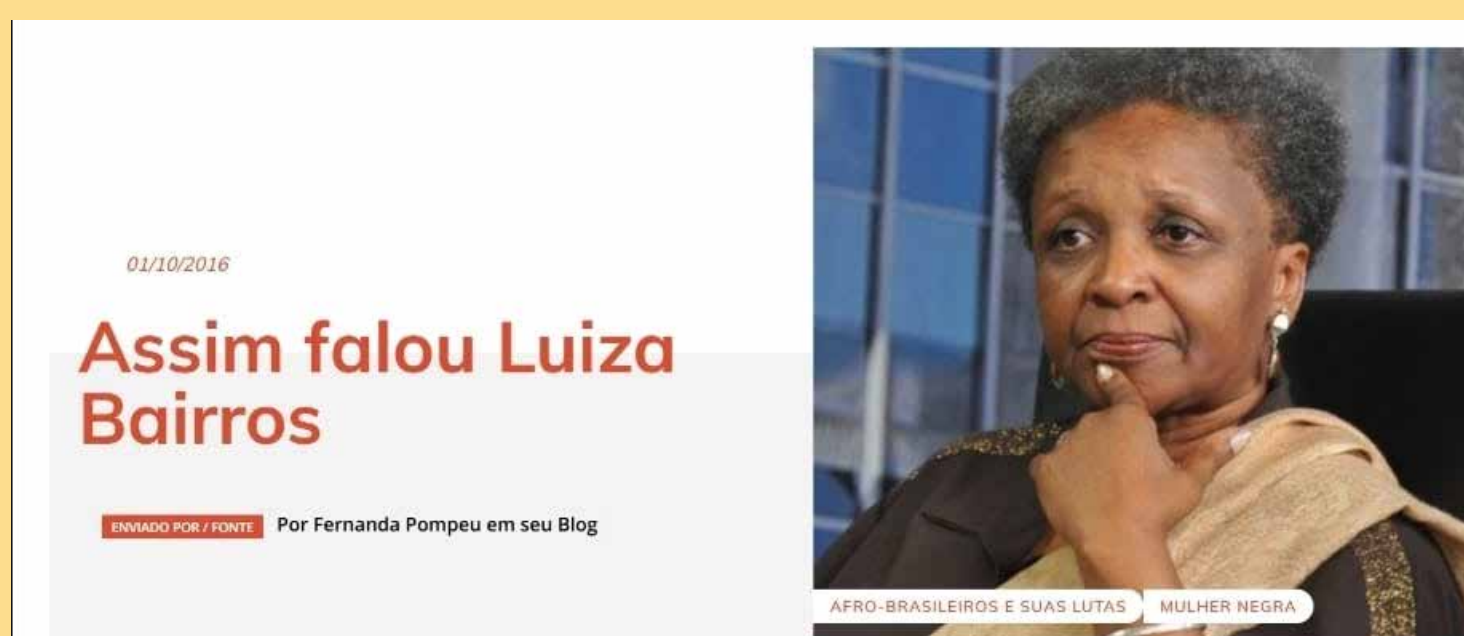 01/10/2016
Assim falou Luiza
Bairros
ENVIADO POR / FONTE Por Fernanda Pompeu em seu Blog
AFRO-BRASILEIROS E SUAS LUTAS MULHER NEGRA